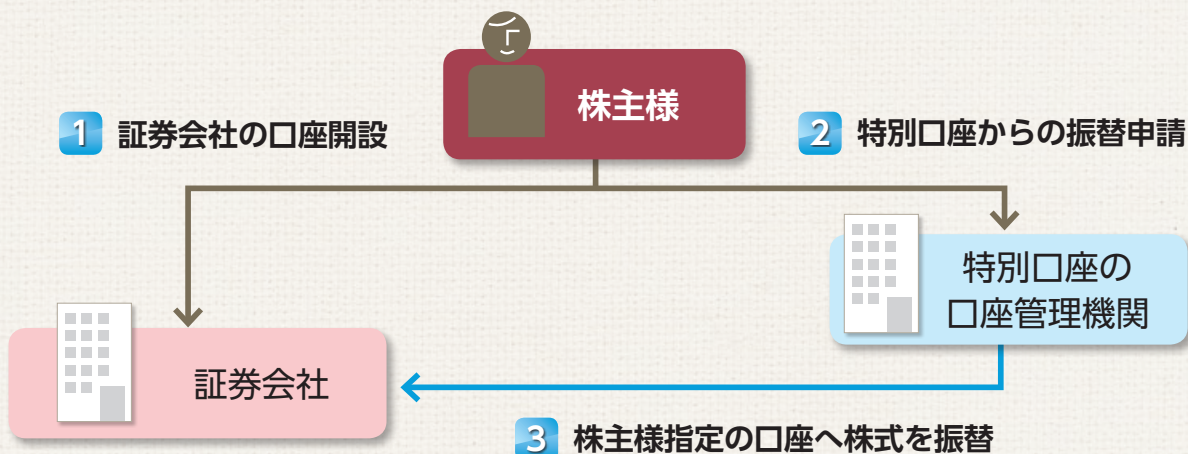 株主様
1 証券会社の口座開設
2 特別口座からの振替申請
特別口座の
口座管理機関
証券会社
3 株主様指定の口座へ株式を振替